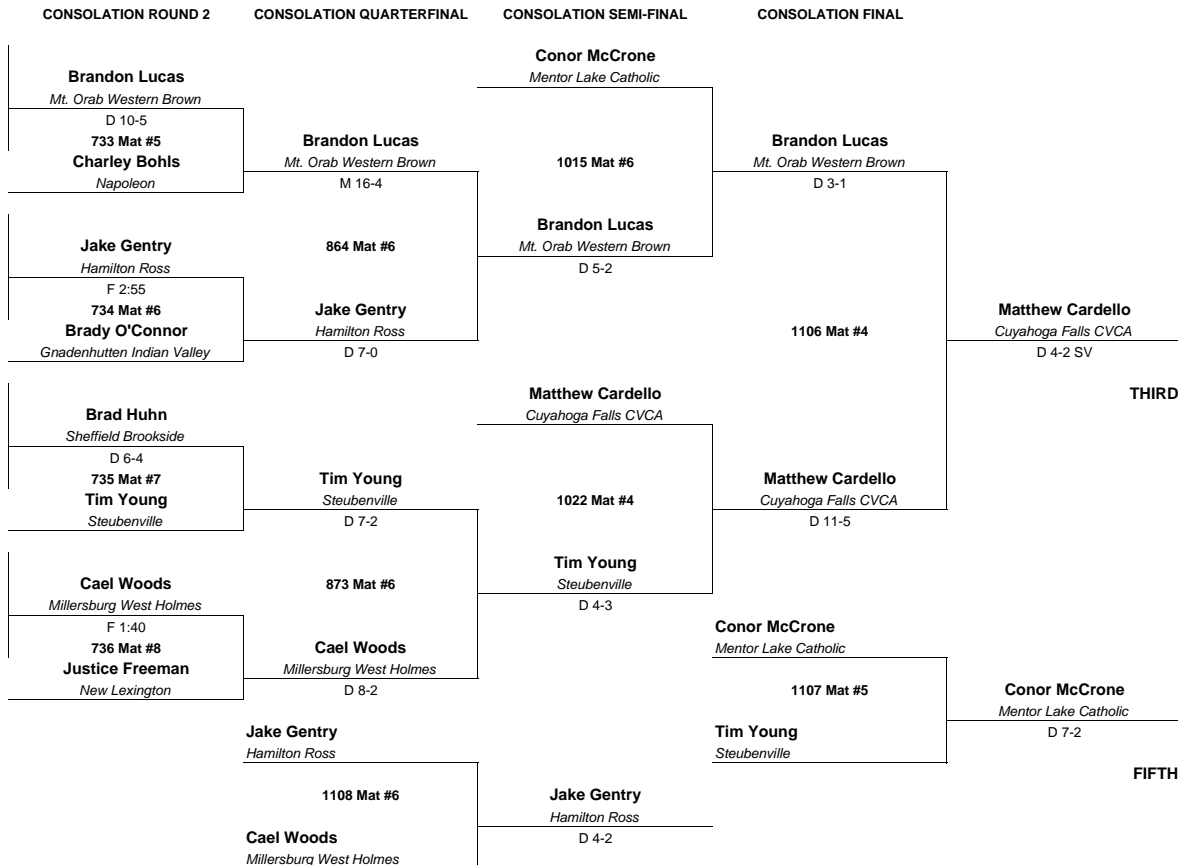 CONSOLATION ROUND 2
CONSOLATION QUARTERFINAL
CONSOLATION SEMI-FINAL
CONSOLATION FINAL
Brandon Lucas
Mt. Orab Western Brown
D 10-5
733 Mat #5
Charley Bohls
Napoleon
Jake Gentry
Hamilton Ross
F 2:55
734 Mat #6
Brady O'Connor
Gnadenhutten Indian Valley
Brad Huhn
Sheffield Brookside
D 6-4
735 Mat #7
Tim Young
Steubenville
Cael Woods
Millersburg West Holmes
F 1:40
736 Mat #8
Justice Freeman
New Lexington
Brandon Lucas
Mt. Orab Western Brown
M 16-4
864 Mat #6
Jake Gentry
Hamilton Ross
D 7-0
Tim Young
Steubenville
D 7-2
873 Mat #6
Cael Woods
Millersburg West Holmes
D 8-2
Jake Gentry
Hamilton Ross
1108 Mat #6
Cael Woods
Millersburg West Holmes
Conor McCrone
Mentor Lake Catholic
1015 Mat #6
Brandon Lucas
Mt. Orab Western Brown
D 5-2
Matthew Cardello
Cuyahoga Falls CVCA
1022 Mat #4
Tim Young
Steubenville
D 4-3
Jake Gentry
Hamilton Ross
D 4-2
Brandon Lucas
Mt. Orab Western Brown
D 3-1
1106 Mat #4
Matthew Cardello
Cuyahoga Falls CVCA
D 11-5
Conor McCrone
Mentor Lake Catholic
1107 Mat #5
Tim Young
Steubenville
Matthew Cardello
Cuyahoga Falls CVCA
D 4-2 SV
THIRD
Conor McCrone
Mentor Lake Catholic
D 7-2
FIFTH